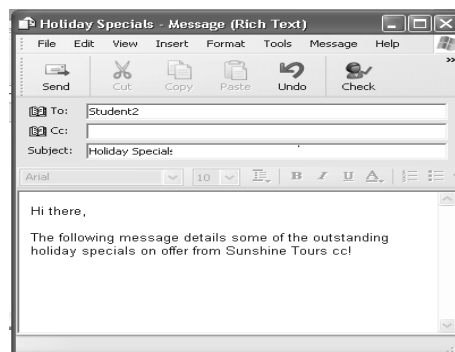 Holiday Specials - Message (Rich Text)
File Edit View Insert Format Tools Message Help
»
Send Cut Copy Paste Undo Check
To: Student2
Cc:
Subject: Holiday Specials
Arial 10 B I U A
Hi there,
The following message details some of the outstanding
holiday specials on offer from Sunshine Tours cc!